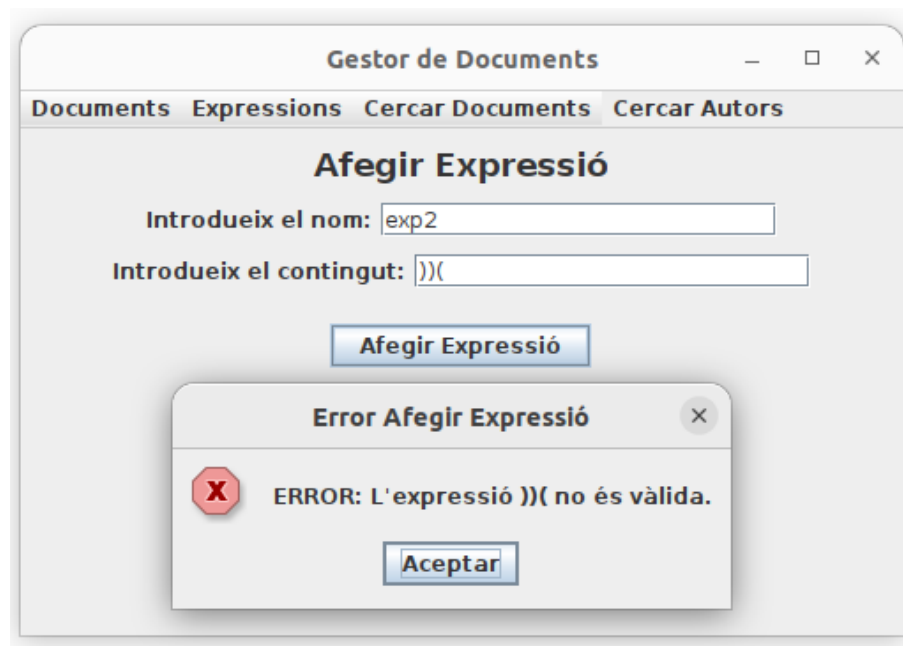 Gestor de Documents
Documents Expressions Cercar Documents Cercar Autors
Afegir Expressió
Introdueix el nom: exp2
Introdueix el contingut: ))(
Afegir Expressió
Error Afegir Expressió
ERROR: L'expressió ))( no és vàlida.
Aceptar